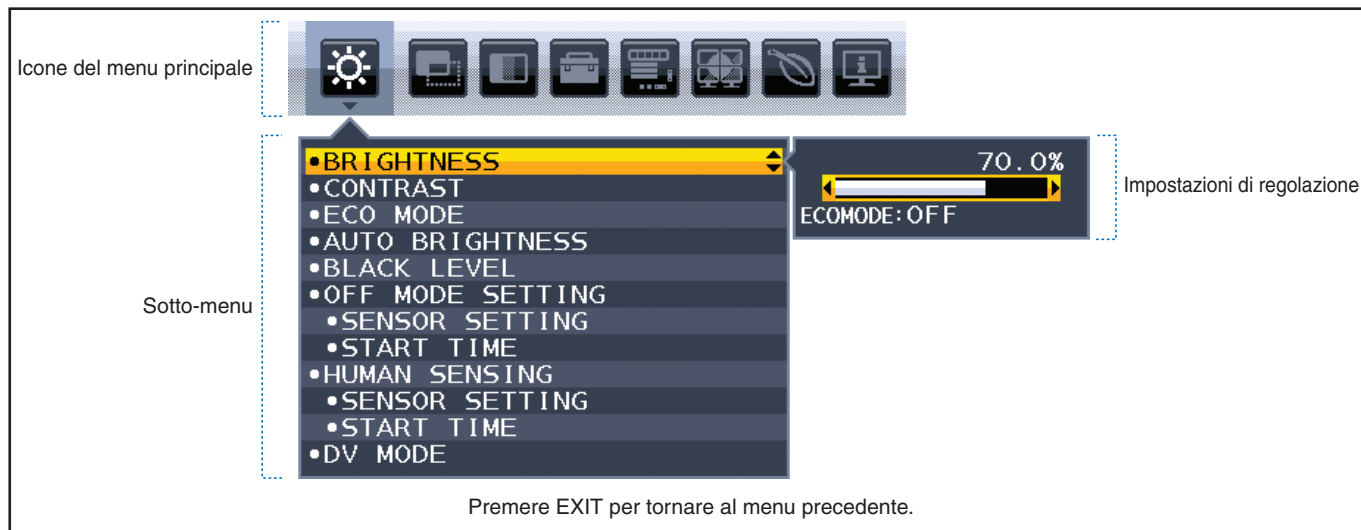 Icone del menu principale
•BRIGHTNESS
•CONTRAST
•ECO MODE
•AUTO BRIGHTNESS
•BLACK LEVEL
•OFF MODE SETTING
•SENSOR SETTING
•START TIME
•HUMAN SENSING
•SENSOR SETTING
•START TIME
•DV MODE
70.0%
ECOMODE:OFF
Impostazioni di regolazione
Sotto-menu
Premere EXIT per tornare al menu precedente.